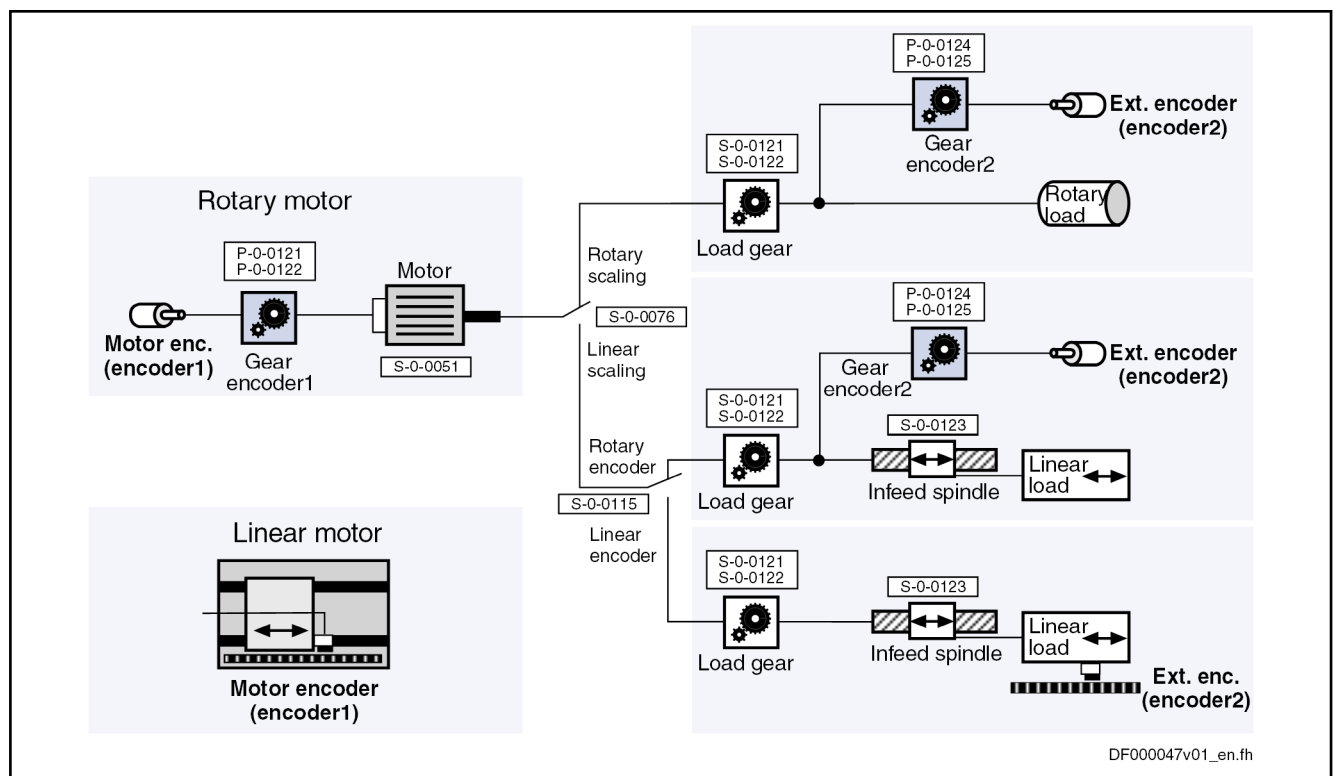 Rotary motor
P-0-0121
P-0-0122
Motor
Motor enc.
(encoder1)
Gear
encoder1
S-0-0051
Rotary
scaling
S-0-0076
Linear
scaling
Rotary
encoder
S-0-0115
Linear
encoder
Linear motor
Motor encoder
(encoder1)
P-0-0124
P-0-0125
Ext. encoder
(encoder2)
Gear
encoder2
S-0-0121
S-0-0122
Load gear
Rotary
load
P-0-0124
P-0-0125
Ext. encoder
(encoder2)
Gear
encoder2
S-0-0121
S-0-0122
Load gear
S-0-0123
Infeed spindle
Linear
load
S-0-0121
S-0-0122
Load gear
S-0-0123
Infeed spindle
Linear
load
Ext. enc.
(encoder2)
DF000047v01_en.fh